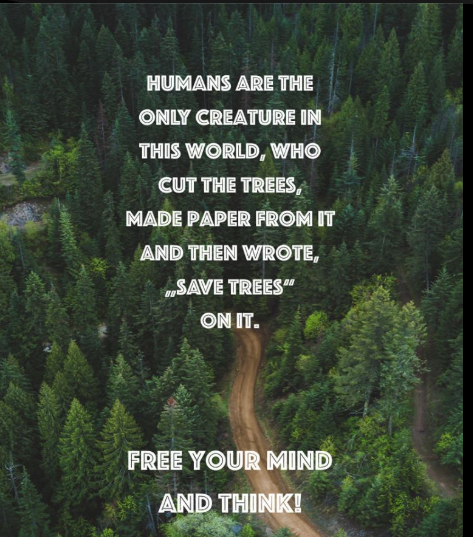 HUMANS ARE THE
ONLY CREATURE IN
THIS WORLD, WHO
CUT THE TREES,
MADE PAPER FROM IT
AND THEN WROTE,
„SAVE TREES“
ON IT.
FREE YOUR MIND
AND THINK!